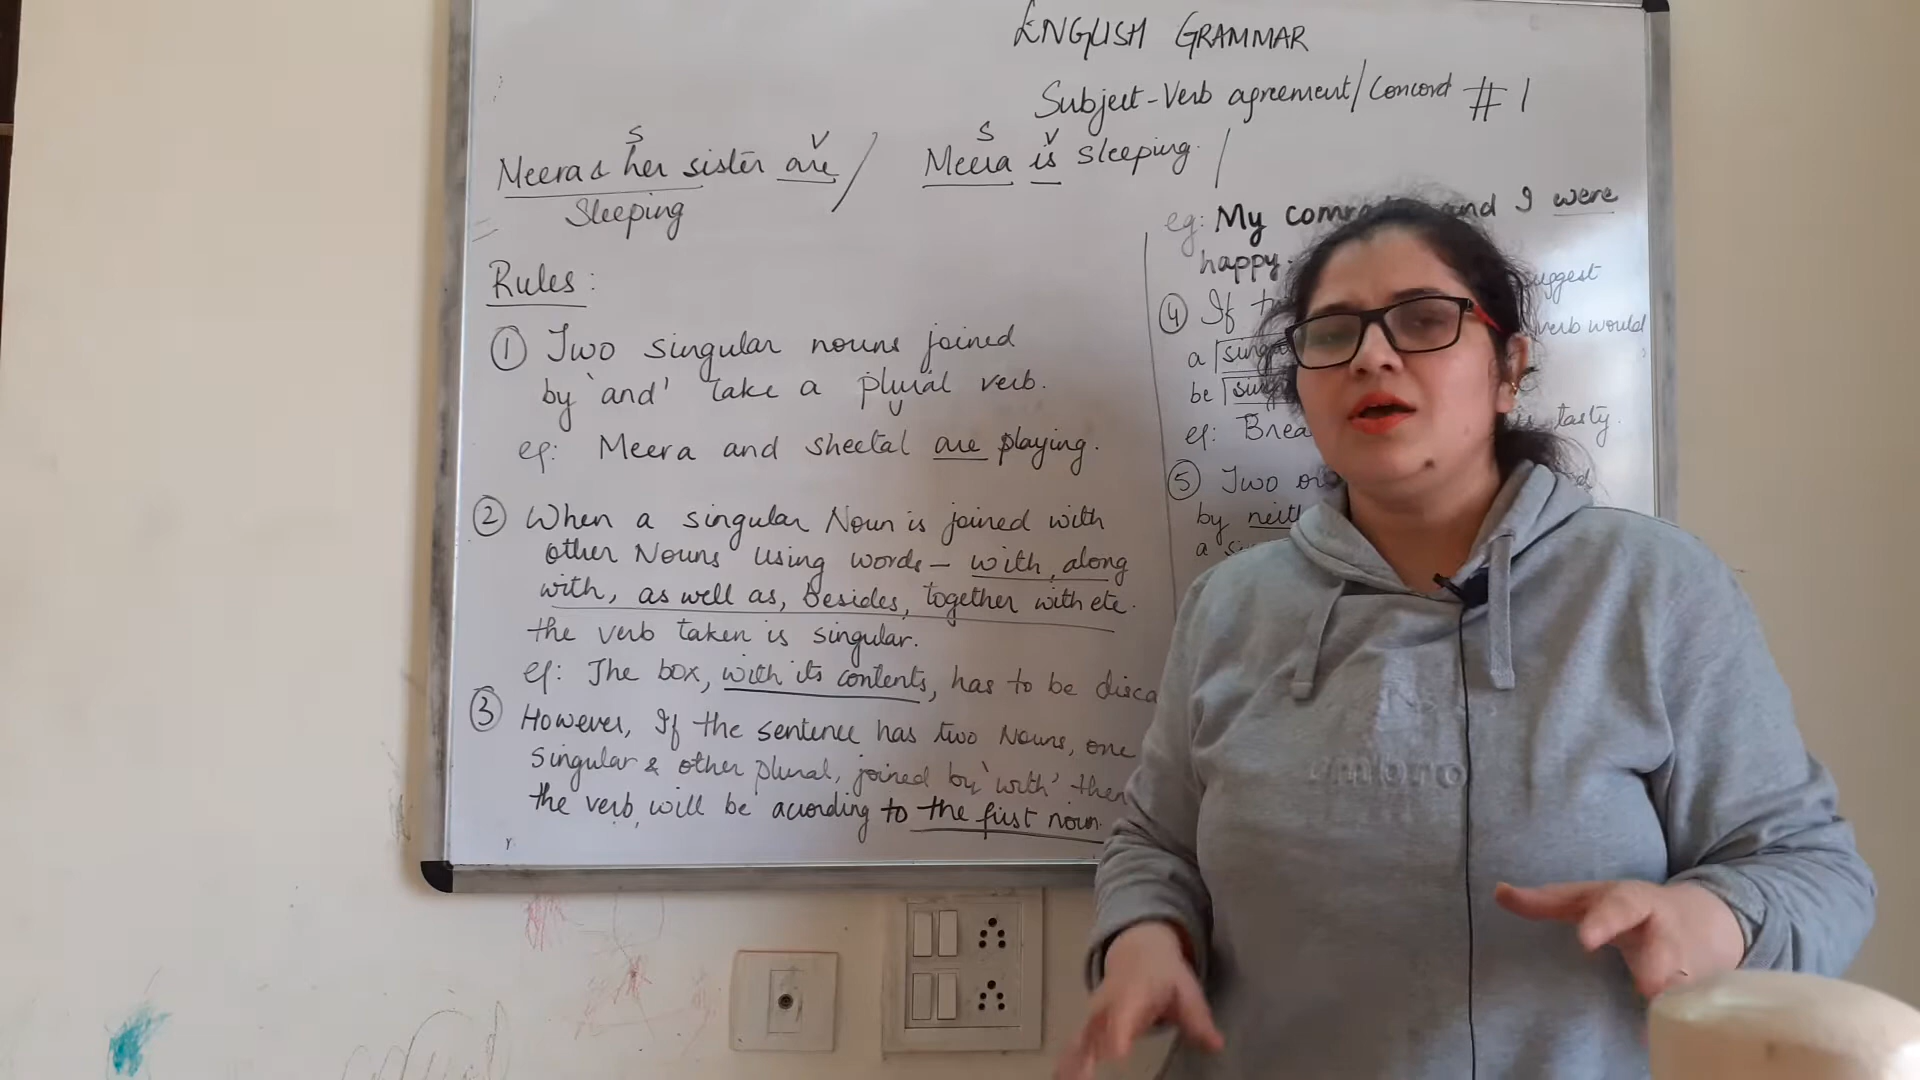 ENGLISH GRAMMAR
Subject-Verb agreement/Concord #1
S V
Meera & her sister are /
Sleeping
S V
Meera is sleeping. /
Rules:
① Two singular nouns joined
by 'and' take a plural verb.
eg: Meera and Sheetal are playing.
② When a singular Noun is joined with
other Nouns using words – with, along
with, as well as, Besides, together with etc.
the verb taken is singular.
eg: The box, with its contents, has to be disca
③ However, If the sentence has two Nouns, one
singular & other plural, joined by 'with' then
the verb will be acording to the first noun.
eg: My and I were
happy.
④ If suggest
a verb would
be
eg: is tasty.
⑤ Two or
by
a
umbro